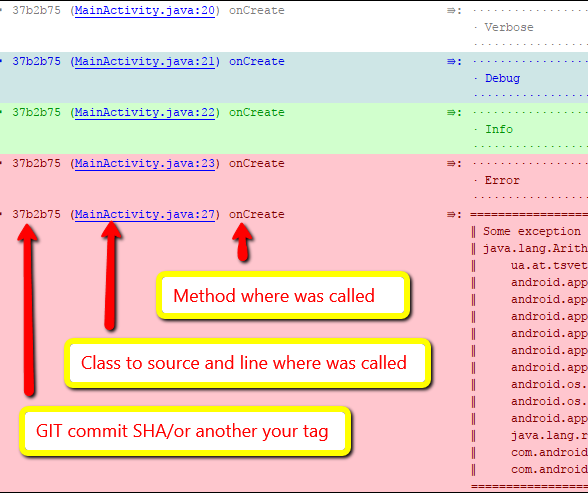 37b2b75 (MainActivity.java:20) onCreate ⇛: ····················
· Verbose
····················
37b2b75 (MainActivity.java:21) onCreate ⇛: ····················
· Debug
····················
37b2b75 (MainActivity.java:22) onCreate ⇛: ····················
· Info
····················
37b2b75 (MainActivity.java:23) onCreate ⇛: ····················
· Error
····················
37b2b75 (MainActivity.java:27) onCreate ⇛: =================
║ Some exception
║ java.lang.Arith
║ ua.at.tsvet
║ android.app
║ android.app
║ android.app
║ android.app
║ android.app
║ android.app
║ android.os.
║ android.os.
║ android.app
║ java.lang.r
║ com.android
║ com.android
=================
Method where was called
Class to source and line where was called
GIT commit SHA/or another your tag